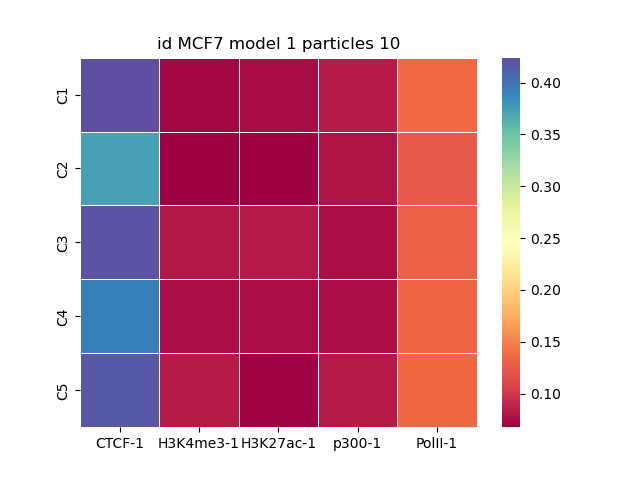 id MCF7 model 1 particles 10
C1
C2
C3
C4
C5
CTCF-1 H3K4me3-1 H3K27ac-1 p300-1 PolII-1
0.40
0.35
0.30
0.25
0.20
0.15
0.10